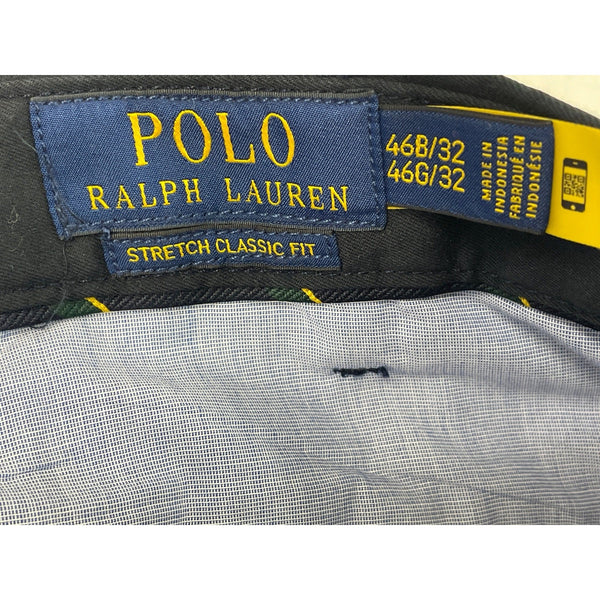 POLO
RALPH LAUREN
STRETCH CLASSIC FIT
46B/32
46G/32
MADE IN
INDONESIA
FABRIQUÉ EN
INDONÉSIE